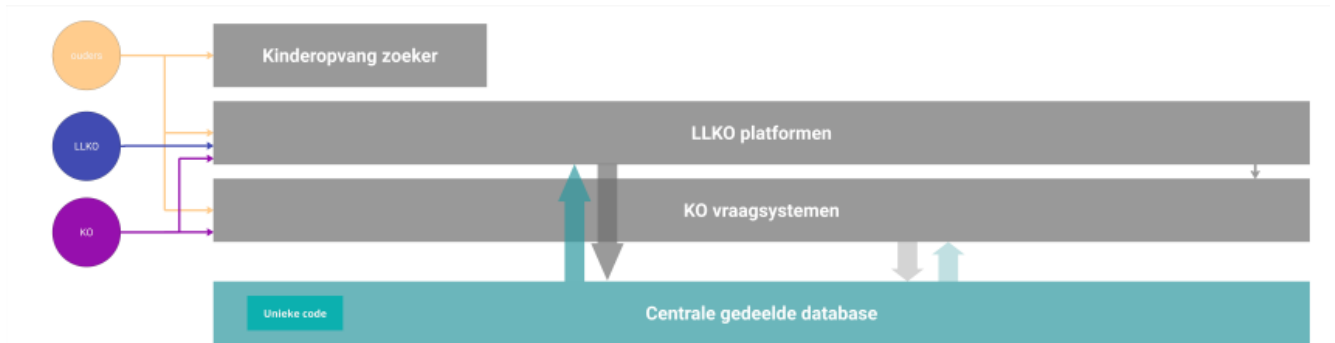 ouders
Kinderopvang zoeker
LLKO
LLKO platformen
KO
KO vraagsystemen
Unieke code
Centrale gedeelde database